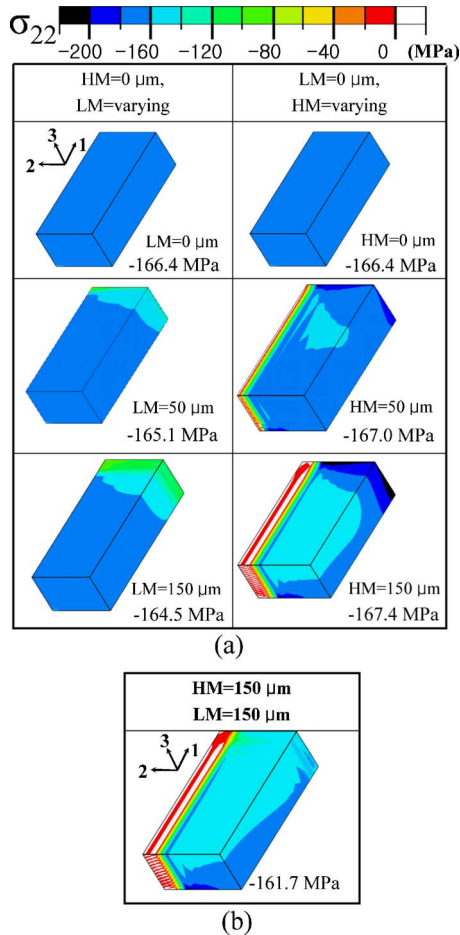 σ22
-200 -160 -120 -80 -40 0 (MPa)
HM=0 μm,
LM=varying
LM=0 μm,
HM=varying
3 1
2
LM=0 μm
-166.4 MPa
HM=0 μm
-166.4 MPa
LM=50 μm
-165.1 MPa
HM=50 μm
-167.0 MPa
LM=150 μm
-164.5 MPa
HM=150 μm
-167.4 MPa
(a)
HM=150 μm
LM=150 μm
3 1
2
-161.7 MPa
(b)